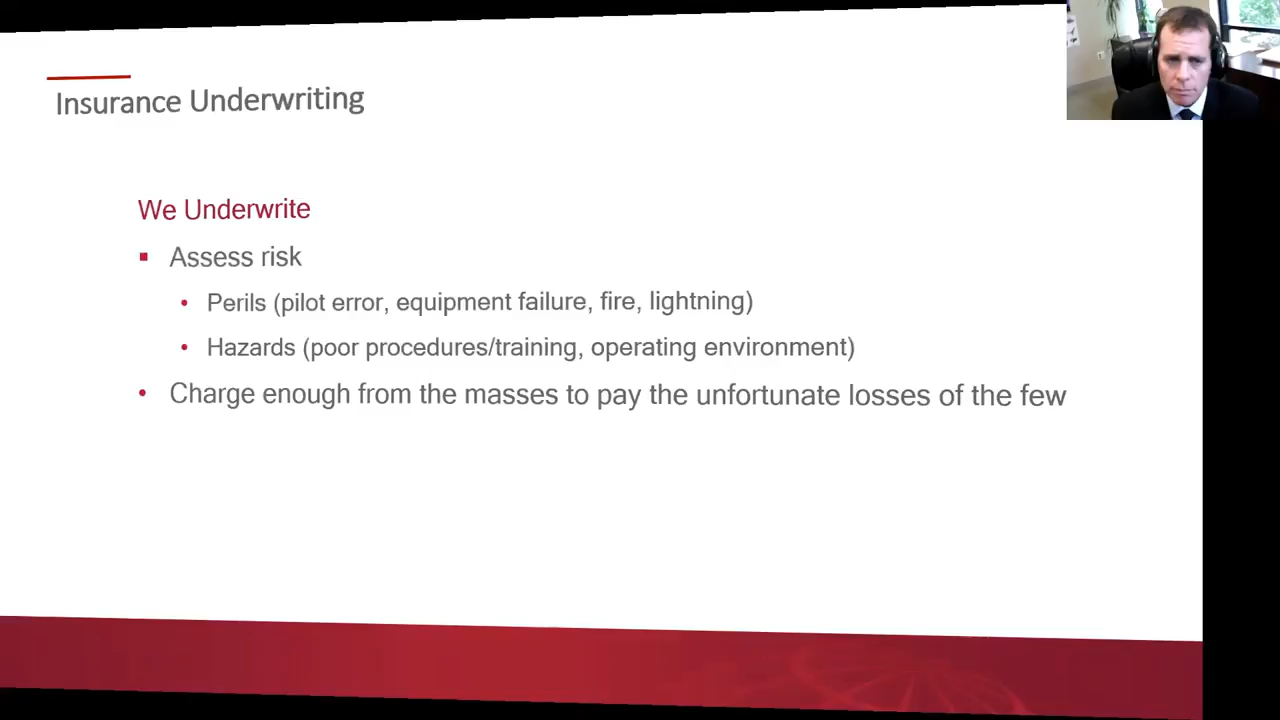 Insurance Underwriting
We Underwrite
Assess risk
Perils (pilot error, equipment failure, fire, lightning)
Hazards (poor procedures/training, operating environment)
Charge enough from the masses to pay the unfortunate losses of the few